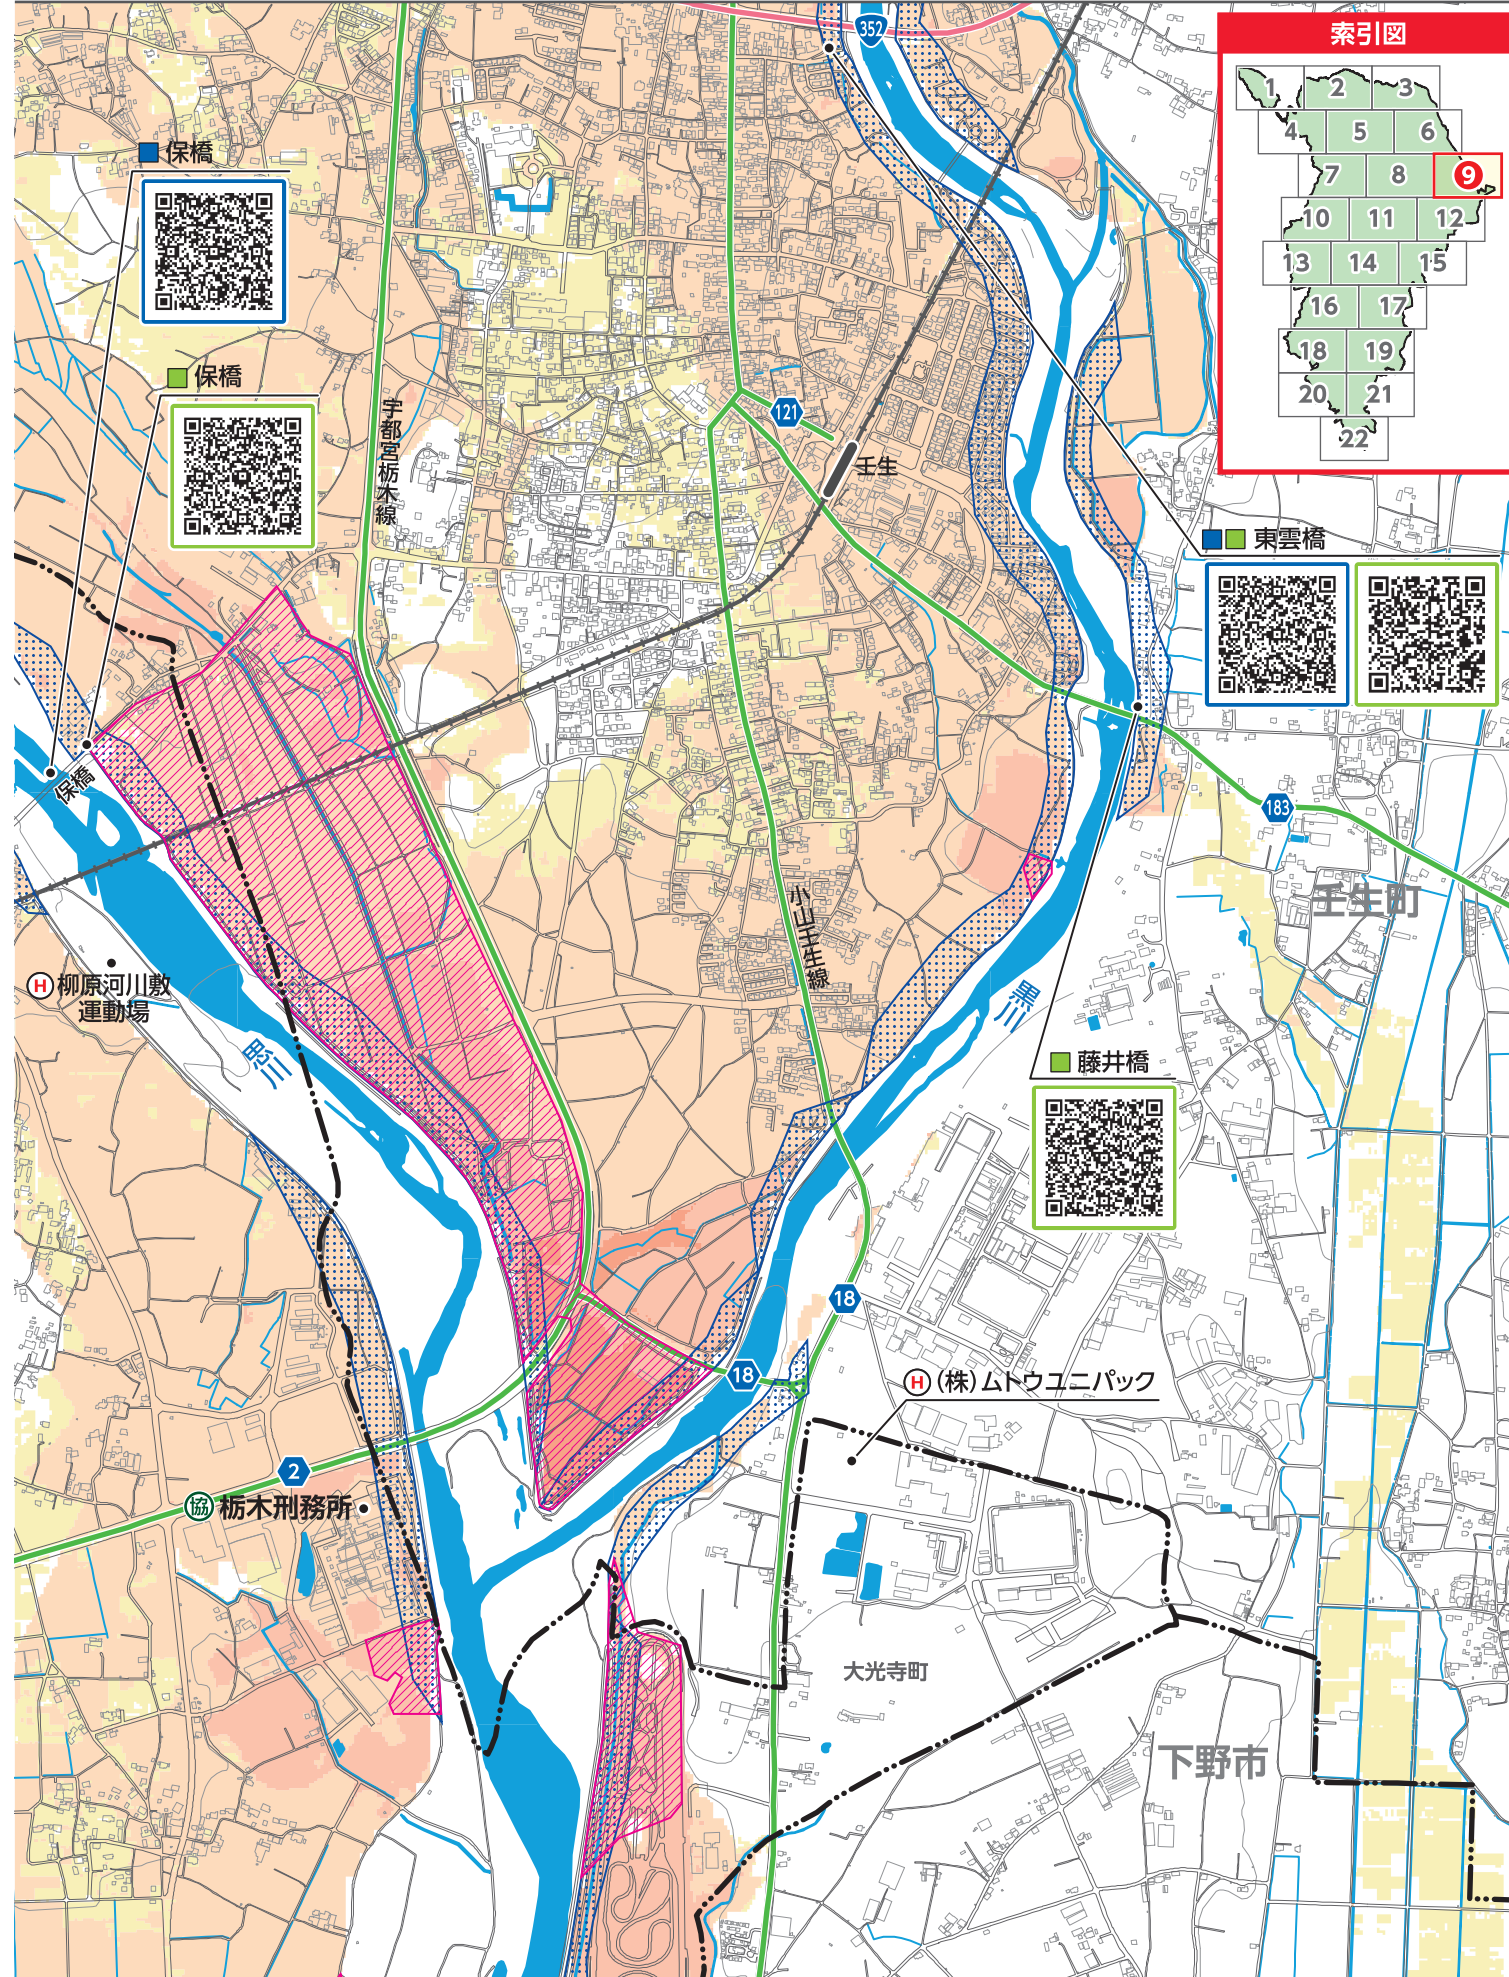 352
索引図
1
2
3
4
5
6
7
8
9
10
11
12
13
14
15
16
17
18
19
20
21
22
保橋
保橋
宇都宮栃木線
121
壬生
東雲橋
保橋
183
壬生町
小山壬生線
H 柳原河川敷
運動場
黒川
思川
藤井橋
18
18
H (株)ムトウユニパック
2
協 栃木刑務所
大光寺町
下野市